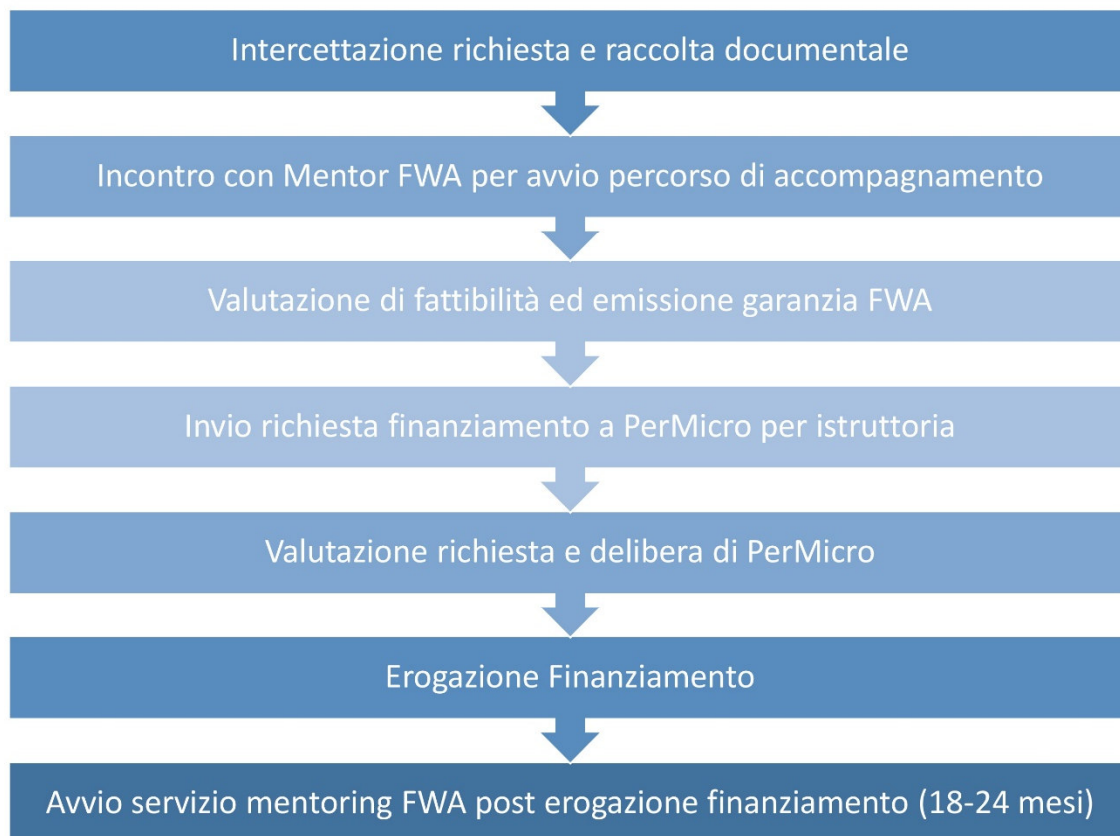 Intercettazione richiesta e raccolta documentale
Incontro con Mentor FWA per avvio percorso di accompagnamento
Valutazione di fattibilità ed emissione garanzia FWA
Invio richiesta finanziamento a PerMicro per istruttoria
Valutazione richiesta e delibera di PerMicro
Erogazione Finanziamento
Avvio servizio mentoring FWA post erogazione finanziamento (18-24 mesi)